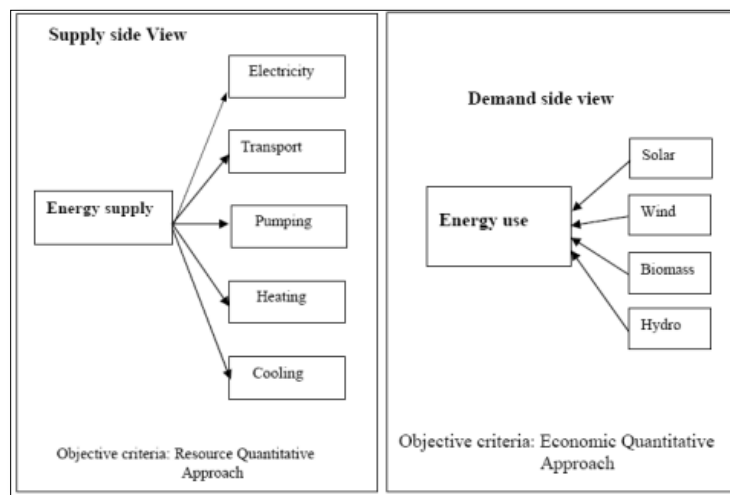 Supply side View
Electricity
Transport
Energy supply
Pumping
Heating
Cooling
Objective criteria: Resource Quantitative
Approach
Demand side view
Solar
Energy use
Wind
Biomass
Hydro
Objective criteria: Economic Quantitative
Approach